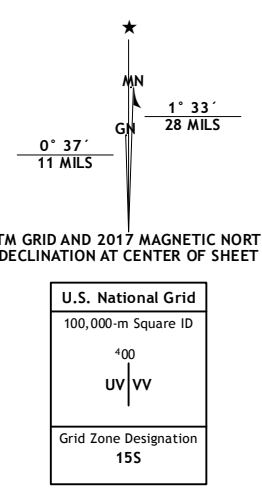 ★
MN
1° 33´
GN
28 MILS
0° 37´
11 MILS
TM GRID AND 2017 MAGNETIC NORT
DECLINATION AT CENTER OF SHEET
U.S. National Grid
100,000-m Square ID
⁴00
UV VV
Grid Zone Designation
15S